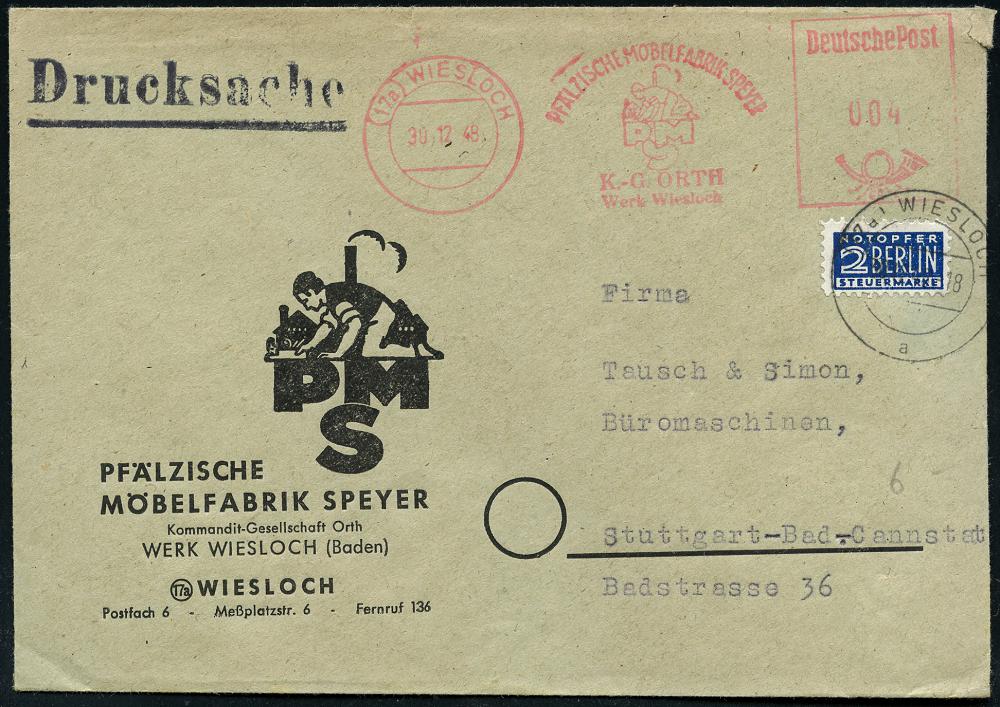 Drucksache
(17a) WIESLOCH
30.12.48
PFÄLZISCHE MÖBELFABRIK SPEYER
PMS
K.-G. ORTH
Werk Wiesloch
Deutsche Post
004
WIESLOCH
a
NOTOPFER
2 BERLIN
STEUERMARKE
Firma
Tausch & Simon,
Büromaschinen,
6
Stuttgart-Bad-Cannstat
Badstrasse 36
PMS
PFÄLZISCHE
MÖBELFABRIK SPEYER
Kommandit-Gesellschaft Orth
WERK WIESLOCH (Baden)
17a WIESLOCH
Postfach 6 - Meßplatzstr. 6 - Fernruf 136